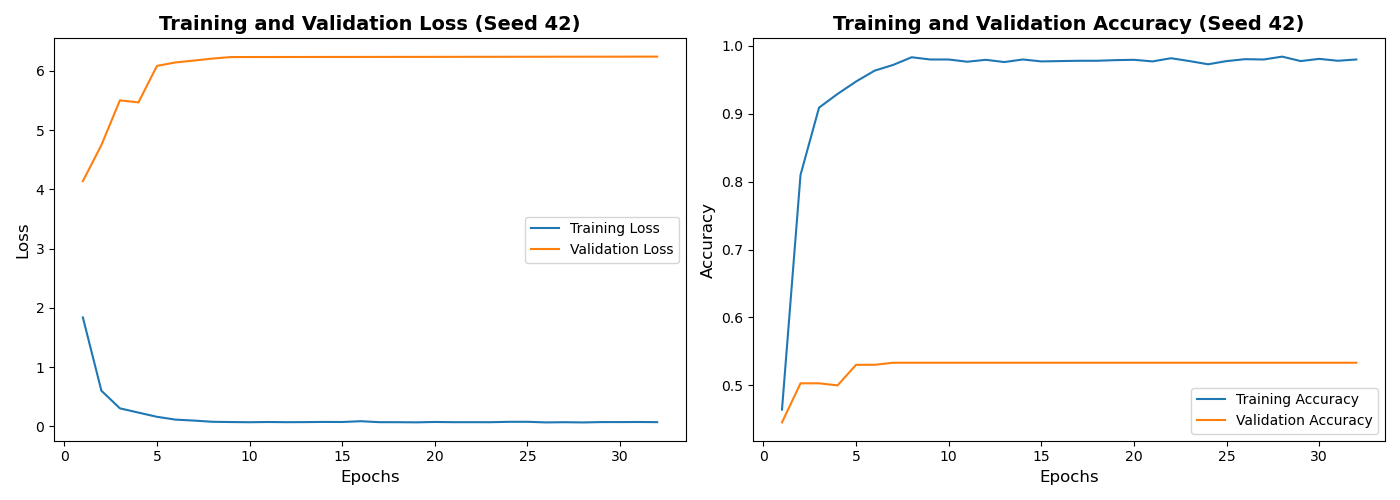 Training and Validation Loss (Seed 42)
Loss
6
5
4
3
2
1
0
0 5 10 15 20 25 30
Epochs
Training Loss
Validation Loss
Training and Validation Accuracy (Seed 42)
Accuracy
1.0
0.9
0.8
0.7
0.6
0.5
0 5 10 15 20 25 30
Epochs
Training Accuracy
Validation Accuracy